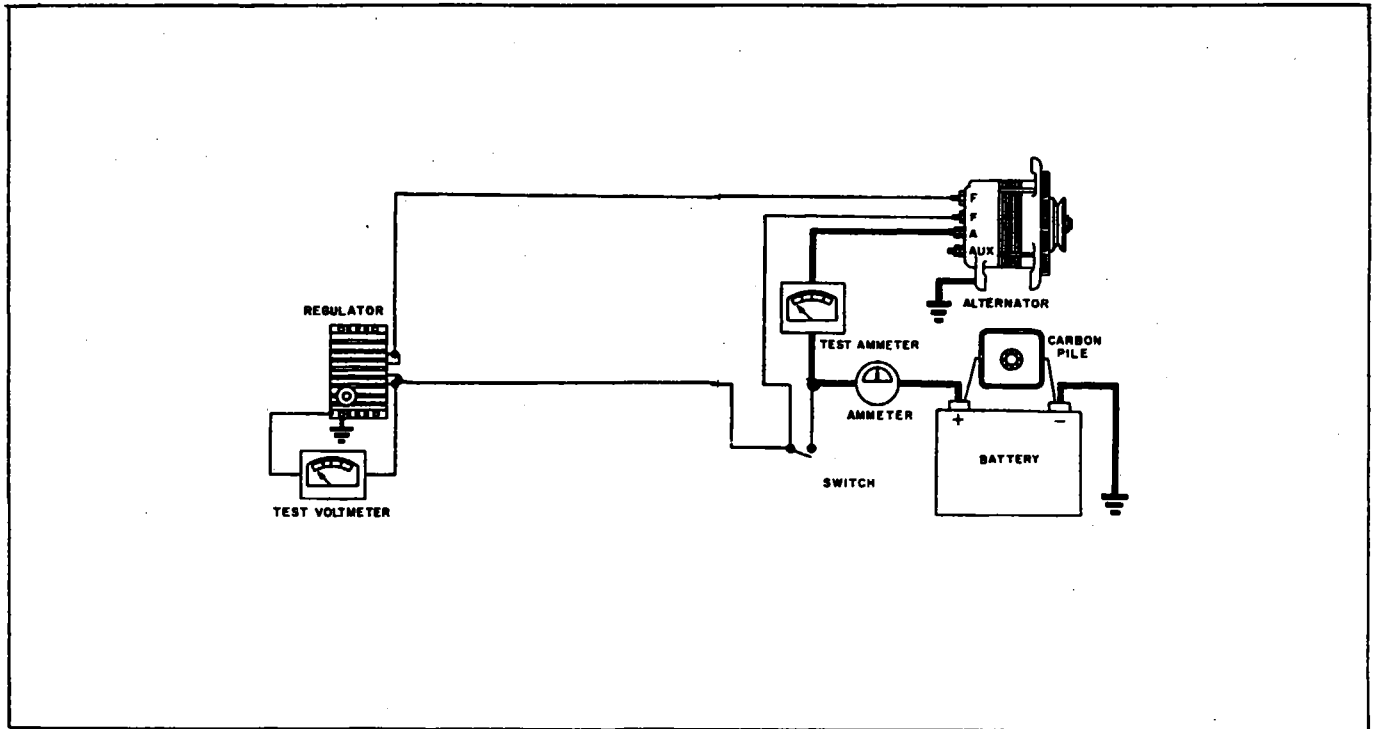 F
F
A
AUX
ALTERNATOR
REGULATOR
TEST AMMETER
CARBON
PILE
AMMETER
+
−
BATTERY
SWITCH
TEST VOLTMETER